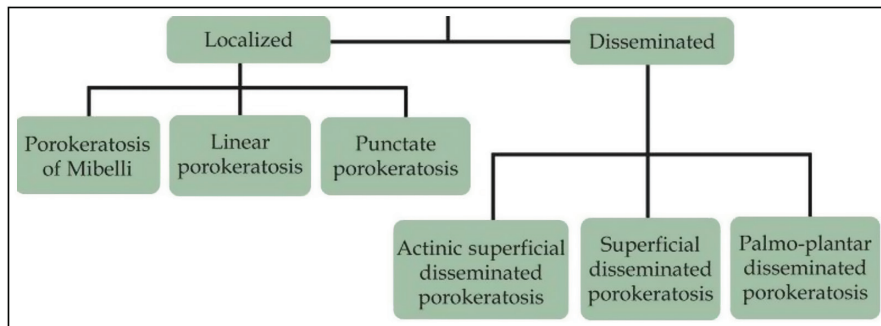 Localized
Disseminated
Porokeratosis
of Mibelli
Linear
porokeratosis
Punctate
porokeratosis
Actinic superficial
disseminated
porokeratosis
Superficial
disseminated
porokeratosis
Palmo-plantar
disseminated
porokeratosis